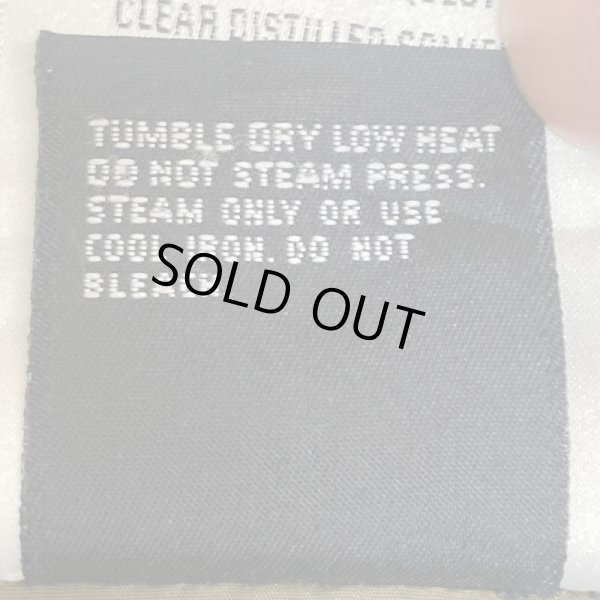 CLEAR DISTILLED
TUMBLE DRY LOW HEAT
DO NOT STEAM PRESS.
STEAM ONLY OR USE
COOL IRON. DO NOT
BLEACH
SOLD OUT